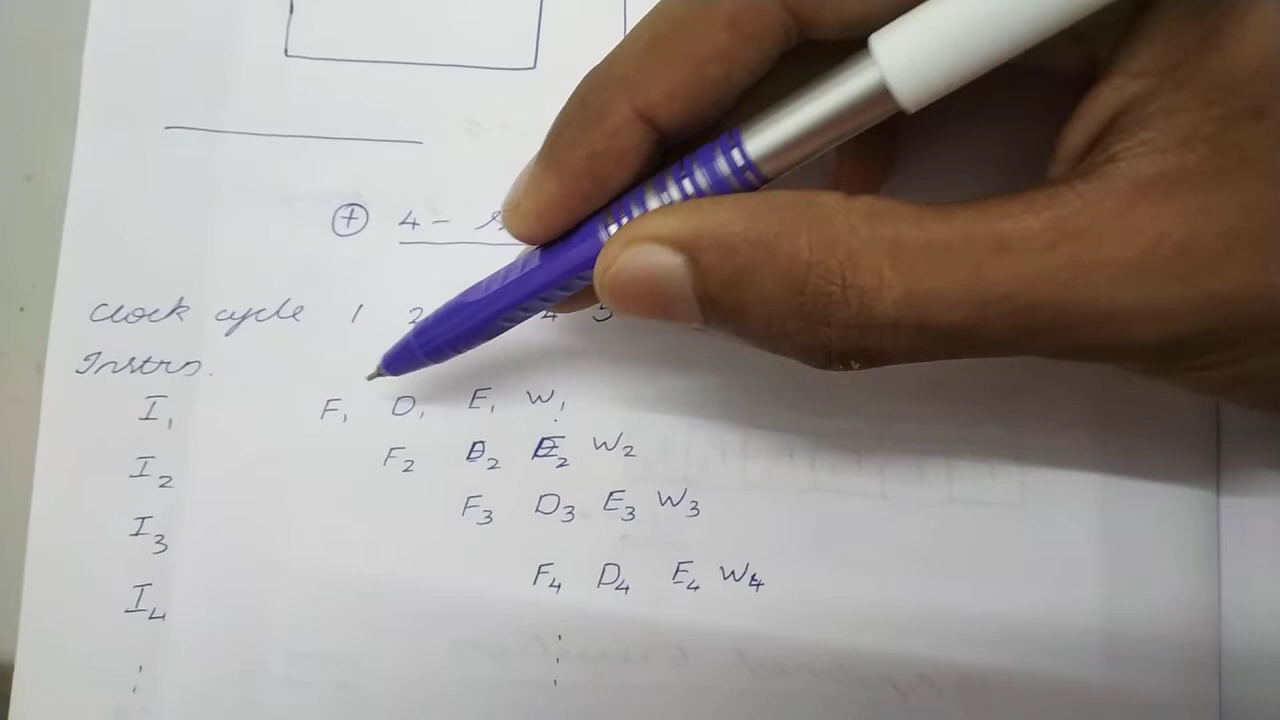 ⊕ 4 -
Clock cycle 1 2 4 5
Instrs.
I₁ F₁ D₁ E₁ W₁
I₂ F₂ D₂ E₂ W₂
I₃ F₃ D₃ E₃ W₃
I₄ F₄ D₄ E₄ W₄